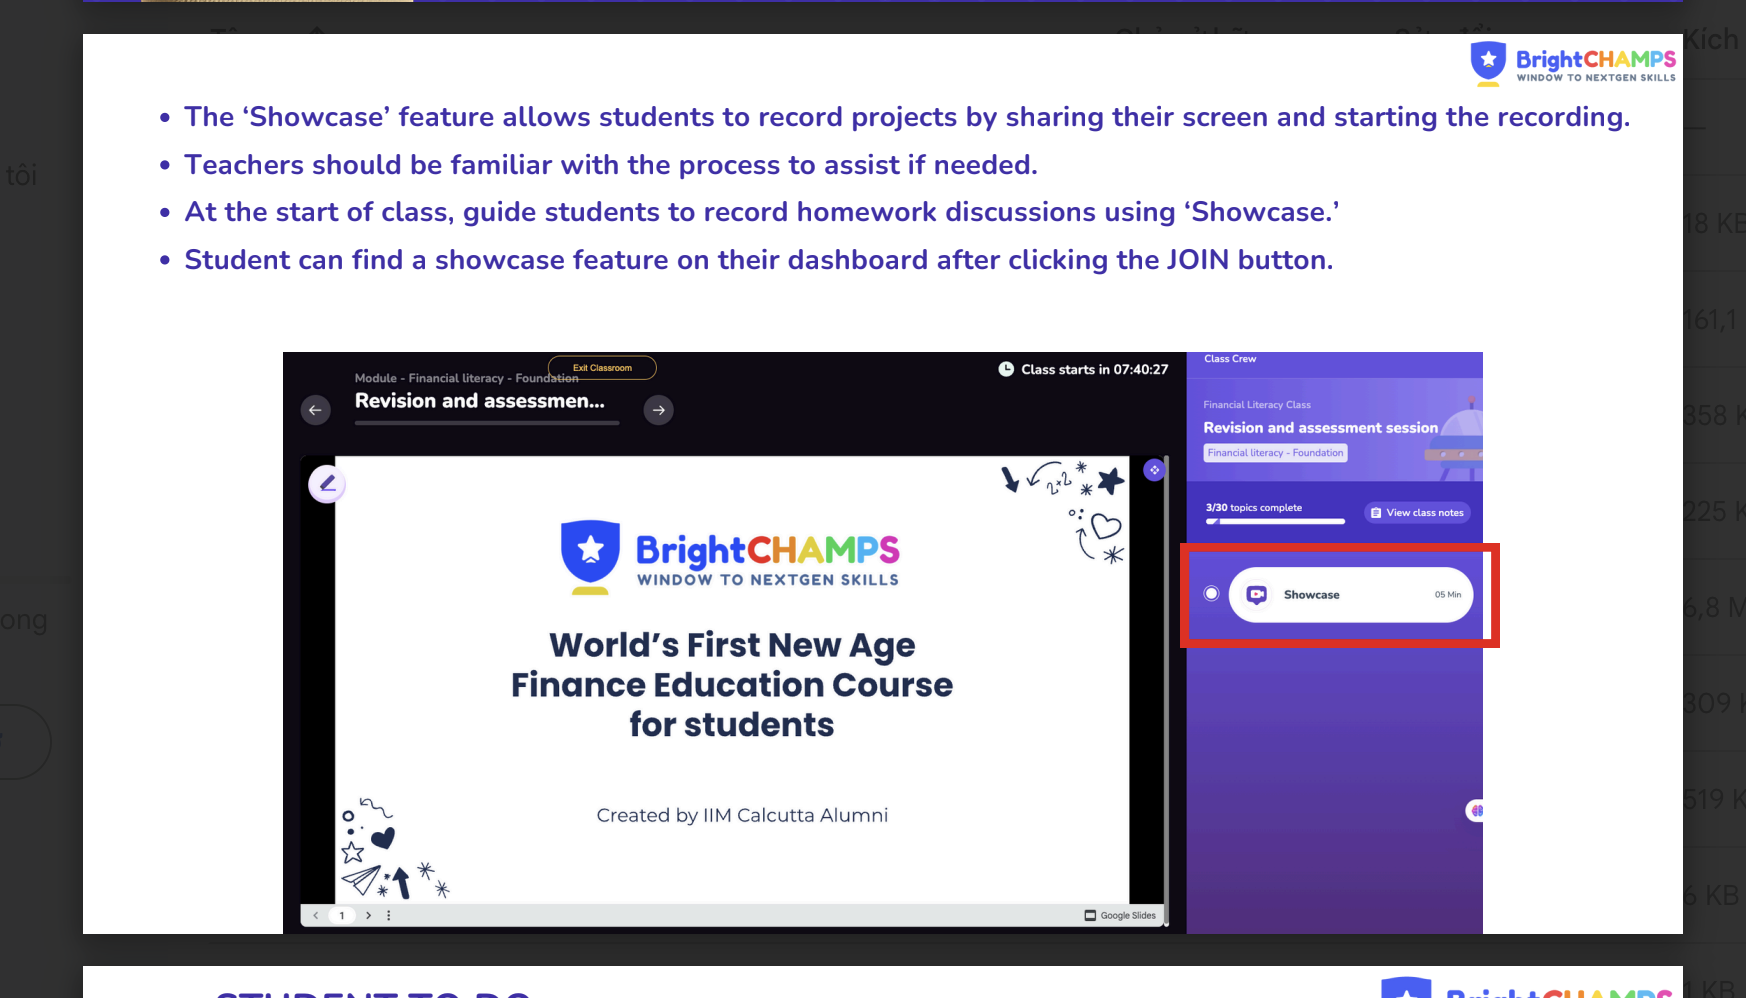 Kích
BrightCHAMPS
WINDOW TO NEXTGEN SKILLS
• The ‘Showcase’ feature allows students to record projects by sharing their screen and starting the recording.
• Teachers should be familiar with the process to assist if needed.
• At the start of class, guide students to record homework discussions using ‘Showcase.’
• Student can find a showcase feature on their dashboard after clicking the JOIN button.
tôi
18 KB
161,1
358 K
225 K
ong
6,8 M
309 K
519 K
6 KB
1 KB
Exit Classroom
Module - Financial literacy - Foundation
Revision and assessmen...
Class starts in 07:40:27
Class Crew
Financial Literacy Class
Revision and assessment session
Financial literacy - Foundation
3/30 topics complete
View class notes
Showcase
05 Min
2x2
BrightCHAMPS
WINDOW TO NEXTGEN SKILLS
World’s First New Age
Finance Education Course
for students
Created by IIM Calcutta Alumni
1
Google Slides
STUDENT TO DO
BrightCHAMPS